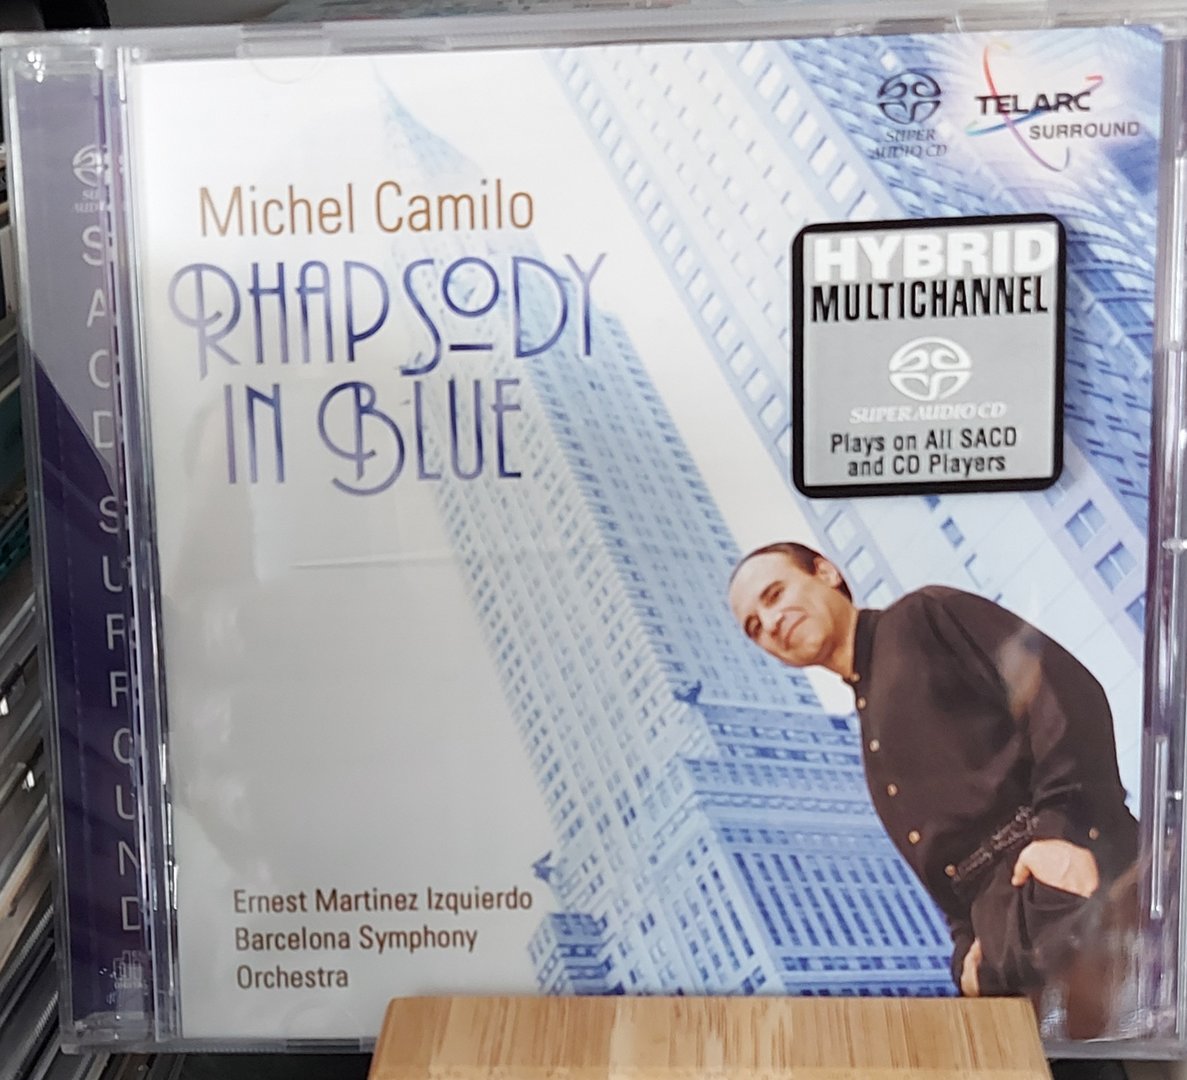 SUPER
AUDIO CD
TELARC
SURROUND
Michel Camilo
RHAPSODY
IN BLUE
HYBRID
MULTICHANNEL
SUPER AUDIO CD
Plays on All SACD
and CD Players
Ernest Martinez Izquierdo
Barcelona Symphony
Orchestra
SACD SURROUND